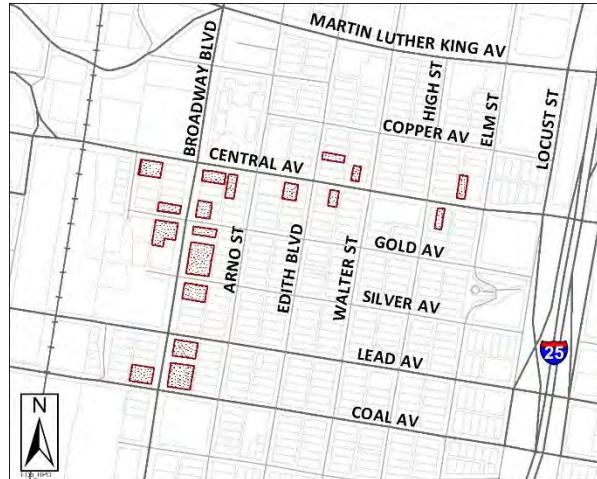 MARTIN LUTHER KING AV
BROADWAY BLVD
HIGH ST
ELM ST
LOCUST ST
COPPER AV
CENTRAL AV
ARNO ST
EDITH BLVD
WALTER ST
GOLD AV
SILVER AV
LEAD AV
25
COAL AV
N